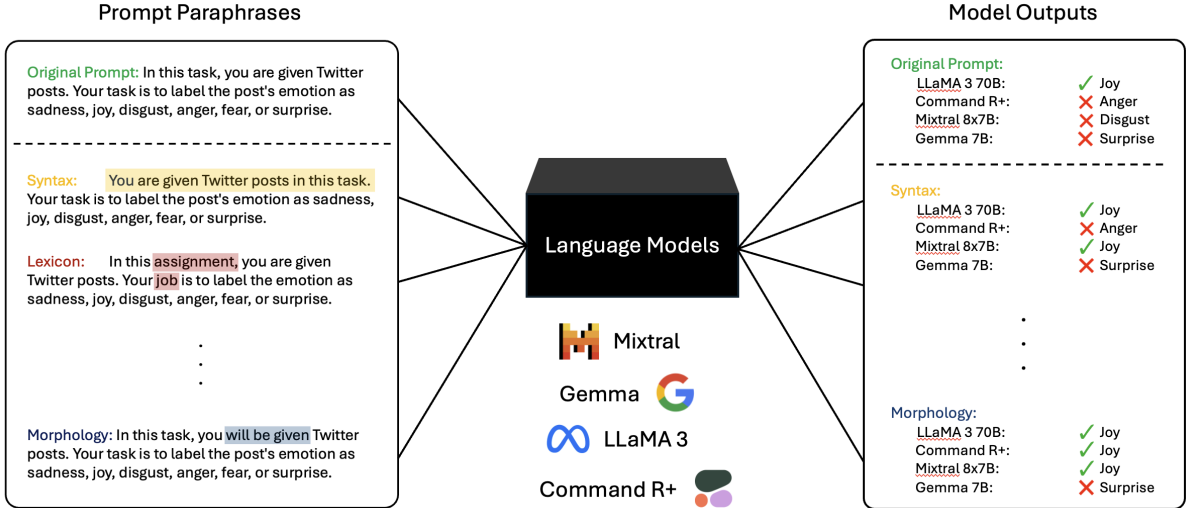 Prompt Paraphrases
Original Prompt: In this task, you are given Twitter
posts. Your task is to label the post's emotion as
sadness, joy, disgust, anger, fear, or surprise.
Syntax: You are given Twitter posts in this task.
Your task is to label the post's emotion as sadness,
joy, disgust, anger, fear, or surprise.
Lexicon: In this assignment, you are given
Twitter posts. Your job is to label the emotion as
sadness, joy, disgust, anger, fear, or surprise.
Morphology: In this task, you will be given Twitter
posts. Your task is to label the post's emotion as
sadness, joy, disgust, anger, fear, or surprise.
Language Models
Mixtral
Gemma
LLaMA 3
Command R+
Model Outputs
Original Prompt:
LLaMA 3 70B: ✓ Joy
Command R+: ✗ Anger
Mixtral 8x7B: ✗ Disgust
Gemma 7B: ✗ Surprise
Syntax:
LLaMA 3 70B: ✓ Joy
Command R+: ✗ Anger
Mixtral 8x7B: ✓ Joy
Gemma 7B: ✗ Surprise
Morphology:
LLaMA 3 70B: ✓ Joy
Command R+: ✓ Joy
Mixtral 8x7B: ✓ Joy
Gemma 7B: ✗ Surprise